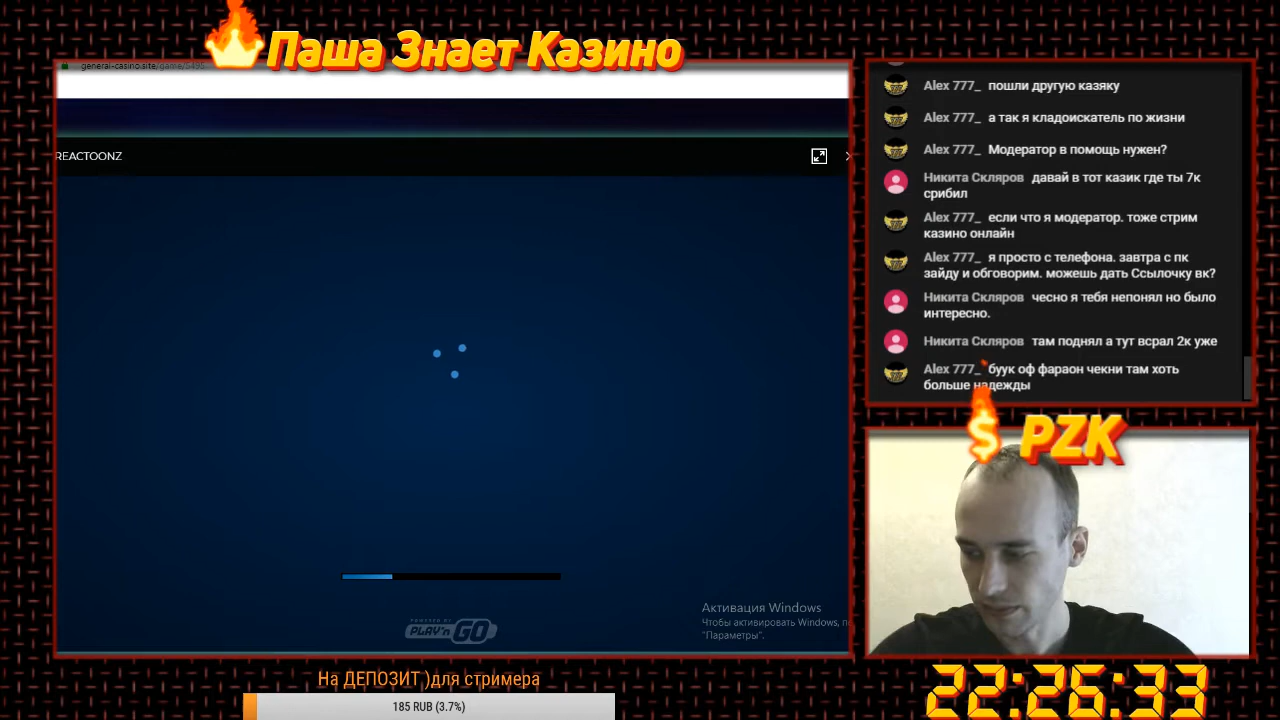 Паша Знает Казино
general-casino.site/game/5495
REACTOONZ
Alex 777_ пошли другую казяку
Alex 777_ а так я кладоискатель по жизни
Alex 777_ Модератор в помощь нужен?
Никита Скляров давай в тот казик где ты 7к
срибил
Alex 777_ если что я модератор. тоже стрим
казино онлайн
Alex 777_ я просто с телефона. завтра с пк
зайду и обговорим. можешь дать Ссылочку вк?
Никита Скляров чесно я тебя непонял но было
интересно.
Никита Скляров там поднял а тут всрал 2к уже
Alex 777_ буук оф фараон чекни там хоть
больше надежды
$ PZK
POWERED BY
PLAY'n GO
Активация Windows
Чтобы активировать Windows, п
"Параметры".
На ДЕПОЗИТ )для стримера
185 RUB (3.7%)
22:26:33